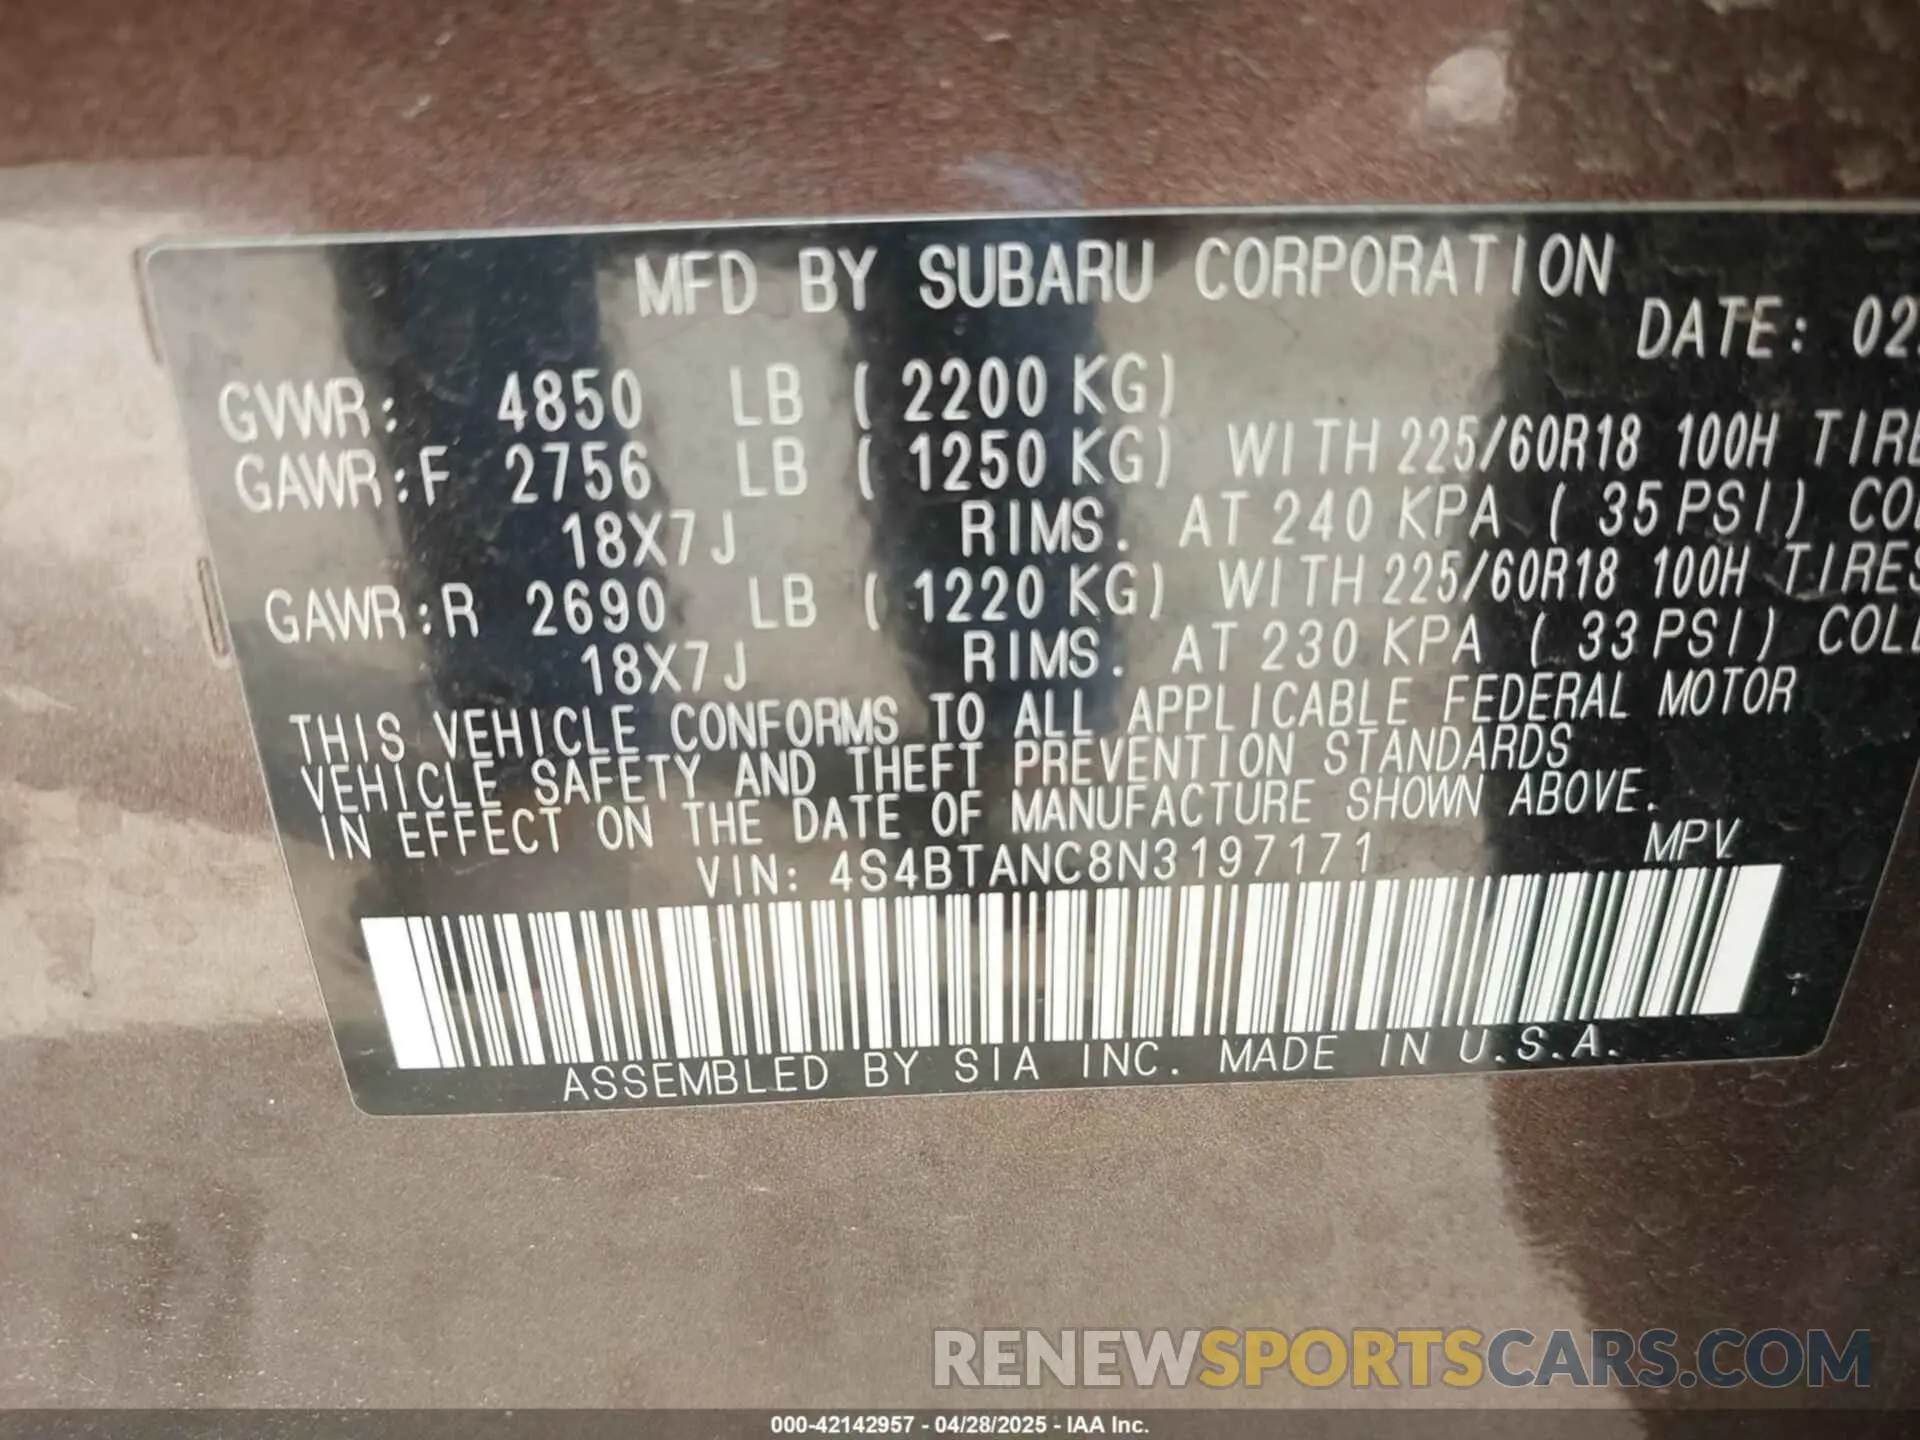 MFD BY SUBARU CORPORATION
DATE: 02
GVWR: 4850 LB ( 2200 KG)
GAWR:F 2756 LB ( 1250 KG) WITH 225/60R18 100H TIRE
18X7J RIMS. AT 240 KPA ( 35 PSI) COL
GAWR:R 2690 LB ( 1220 KG) WITH 225/60R18 100H TIRES
18X7J RIMS. AT 230 KPA ( 33 PSI) COLD
THIS VEHICLE CONFORMS TO ALL APPLICABLE FEDERAL MOTOR
VEHICLE SAFETY AND THEFT PREVENTION STANDARDS
IN EFFECT ON THE DATE OF MANUFACTURE SHOWN ABOVE.
VIN: 4S4BTANC8N3197171 MPV
ASSEMBLED BY SIA INC. MADE IN U.S.A.
RENEWSPORTSCARS.COM
000-42142957 - 04/28/2025 - IAA Inc.